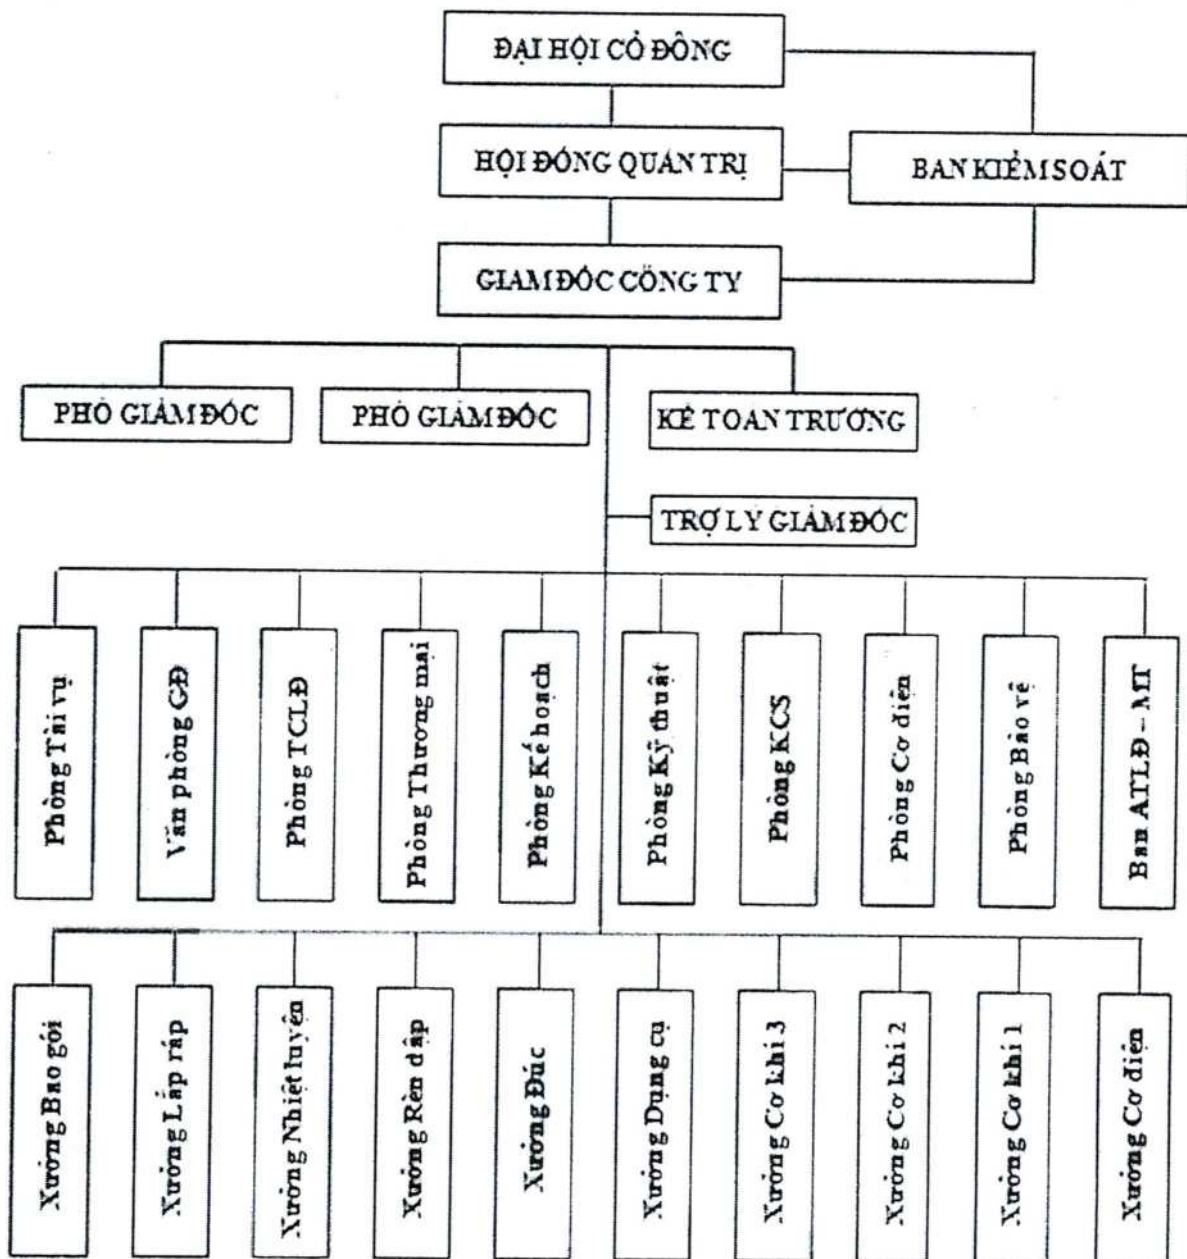 ĐẠI HỘI CỔ ĐÔNG
HỘI ĐỒNG QUẢN TRỊ
BAN KIỂM SOÁT
GIÁM ĐỐC CÔNG TY
PHÓ GIÁM ĐỐC
PHÓ GIÁM ĐỐC
KẾ TOÁN TRƯỞNG
TRỢ LÝ GIÁM ĐỐC
Phòng Tài vụ
Văn phòng GĐ
Phòng TCLĐ
Phòng Thương mại
Phòng Kế hoạch
Phòng Kỹ thuật
Phòng KCS
Phòng Cơ điện
Phòng Bảo vệ
Ban ATLĐ - MT
Xưởng Bao gói
Xưởng Lắp ráp
Xưởng Nhiệt luyện
Xưởng Rèn dập
Xưởng Đúc
Xưởng Dụng cụ
Xưởng Cơ khí 3
Xưởng Cơ khí 2
Xưởng Cơ khí 1
Xưởng Cơ điện